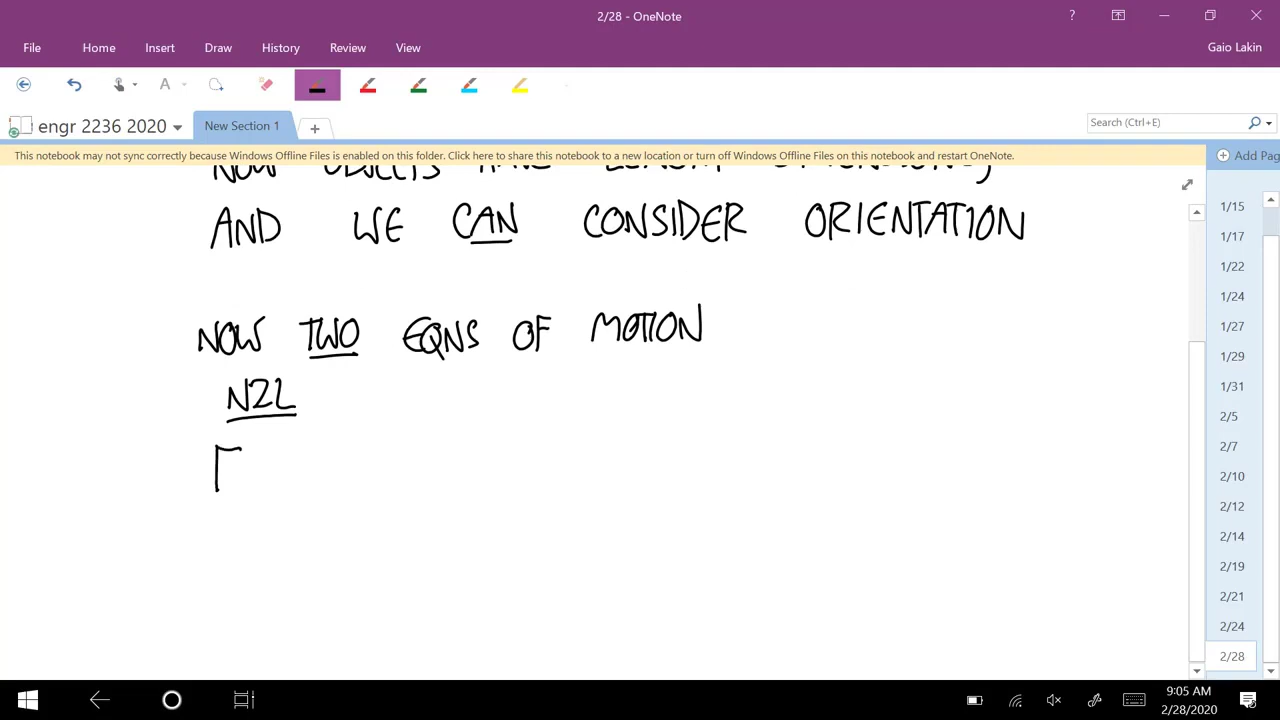 2/28 - OneNote
File Home Insert Draw History Review View Gaio Lakin
engr 2236 2020 New Section 1 Search (Ctrl+E)
This notebook may not sync correctly because Windows Offline Files is enabled on this folder. Click here to share this notebook to a new location or turn off Windows Offline Files on this notebook and restart OneNote.
Add Pag
NOW OBJECTS HAVE
AND WE CAN CONSIDER ORIENTATION
NOW TWO EQNS OF MOTION
N2L
1/15
1/17
1/22
1/24
1/27
1/29
1/31
2/5
2/7
2/10
2/12
2/14
2/19
2/21
2/24
2/28
9:05 AM
2/28/2020